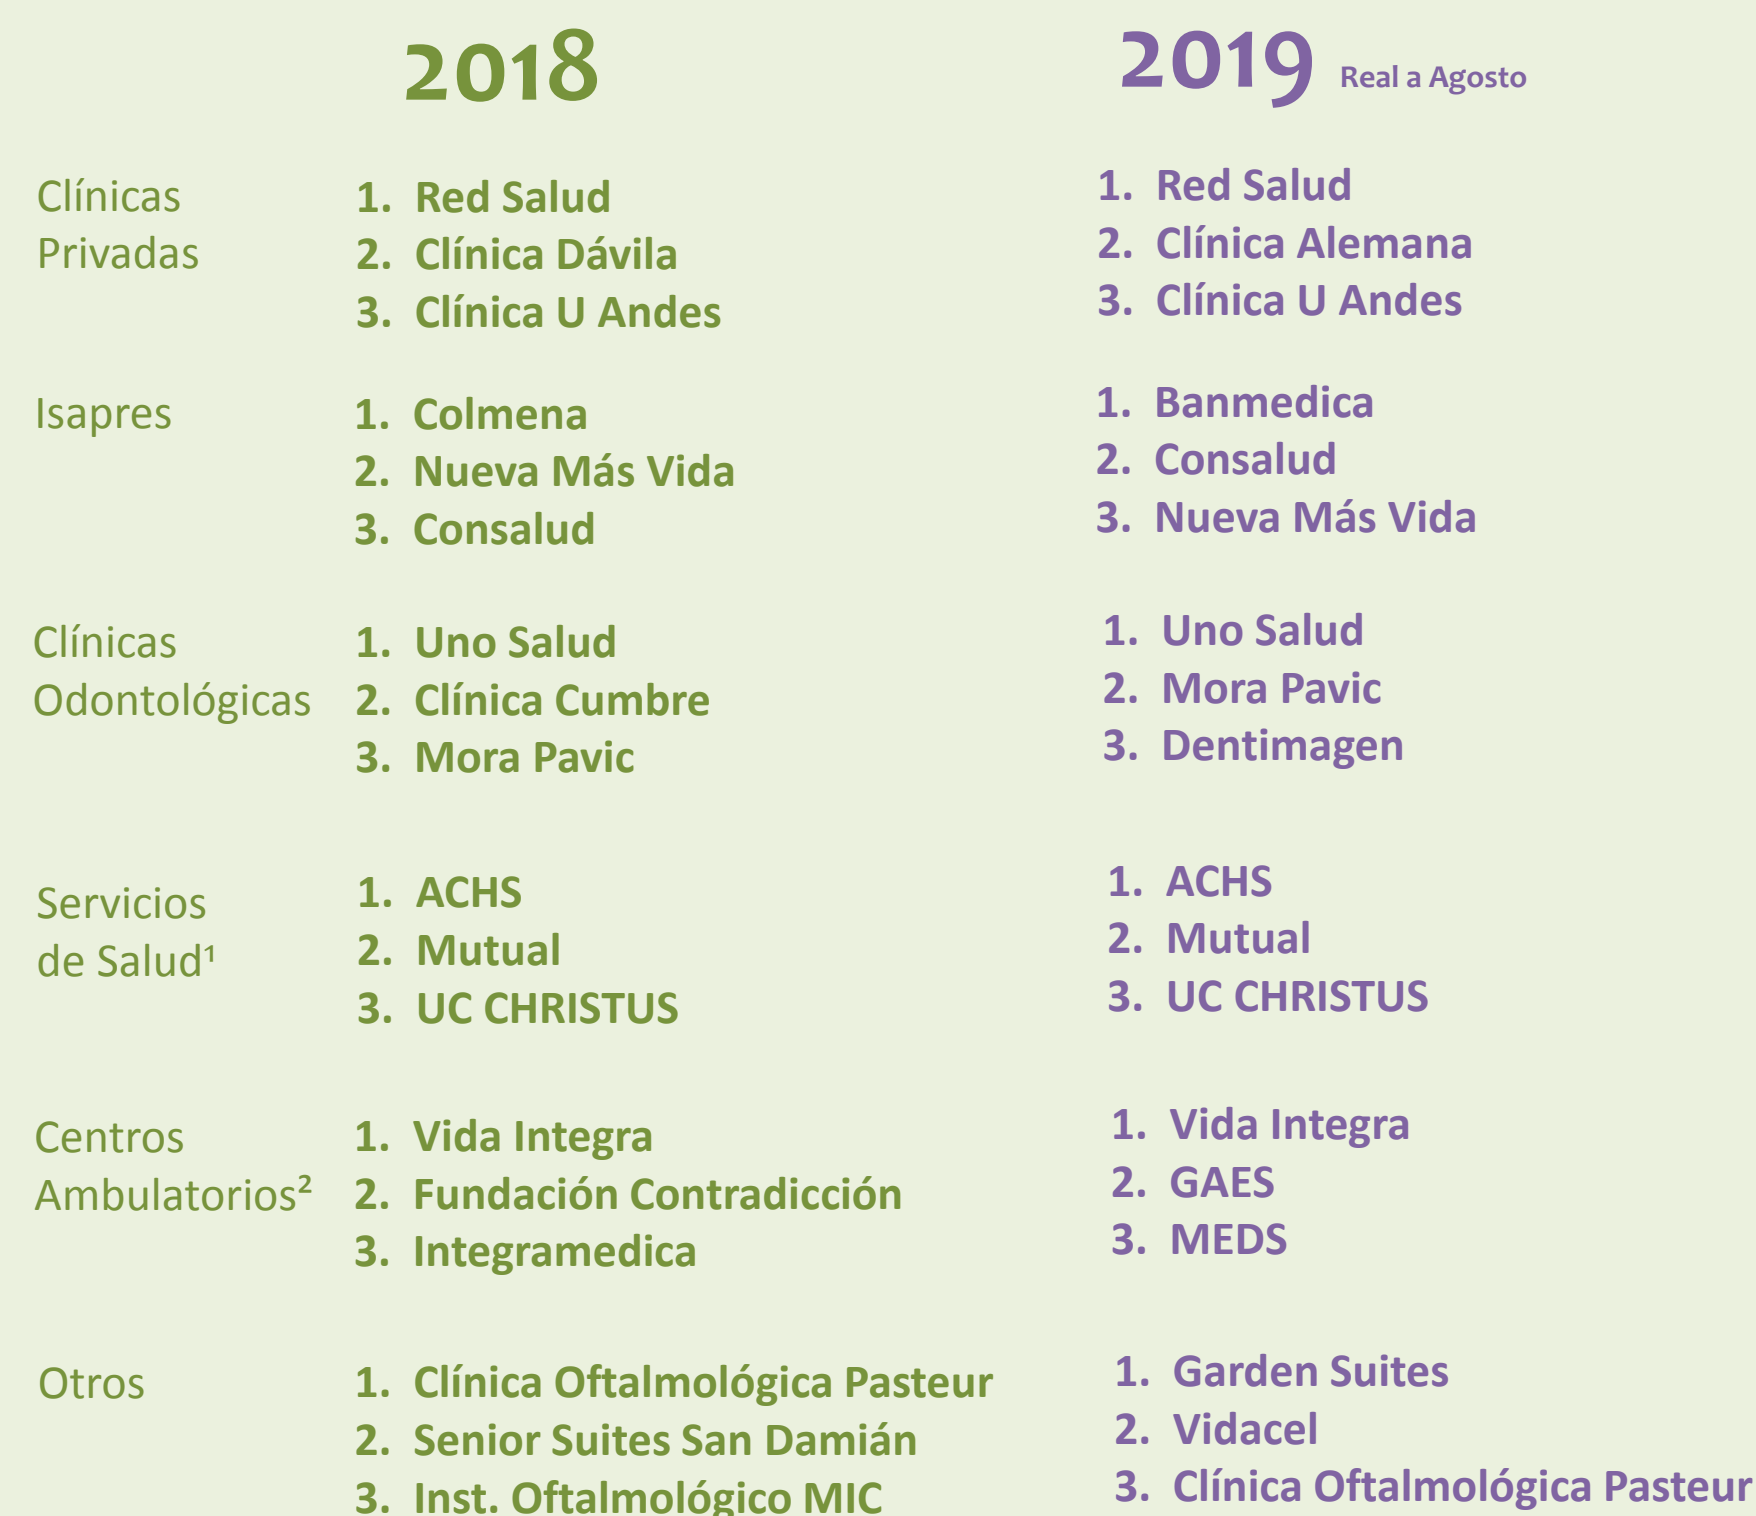 2018
2019 Real a Agosto
Clínicas
Privadas
1. Red Salud
2. Clínica Dávila
3. Clínica U Andes
1. Red Salud
2. Clínica Alemana
3. Clínica U Andes
Isapres
1. Colmena
2. Nueva Más Vida
3. Consalud
1. Banmedica
2. Consalud
3. Nueva Más Vida
Clínicas
Odontológicas
1. Uno Salud
2. Clínica Cumbre
3. Mora Pavic
1. Uno Salud
2. Mora Pavic
3. Dentimagen
Servicios
de Salud¹
1. ACHS
2. Mutual
3. UC CHRISTUS
1. ACHS
2. Mutual
3. UC CHRISTUS
Centros
Ambulatorios²
1. Vida Integra
2. Fundación Contradicción
3. Integramedica
1. Vida Integra
2. GAES
3. MEDS
Otros
1. Clínica Oftalmológica Pasteur
2. Senior Suites San Damián
3. Inst. Oftalmológico MIC
1. Garden Suites
2. Vidacel
3. Clínica Oftalmológica Pasteur